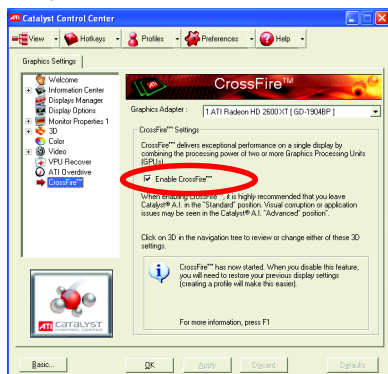 ATI Catalyst Control Center
View
Hotkeys
Profiles
Preferences
Help
Graphics Settings
Welcome
Information Center
Displays Manager
Display Options
Monitor Properties 1
3D
Color
Video
VPU Recover
ATI Overdrive
CrossFire™
CrossFire™
Graphics Adapter :
1.ATI Radeon HD 2600 XT [ GD-1904BP ]
CrossFire™ Settings
CrossFire™ delivers exceptional performance on a single display by
combining the processing power of two or more Graphics Processing Units
(GPUs)
Enable CrossFire™
When enabling CrossFire™, it is highly recommended that you leave
Catalyst® A.I. in the "Standard" position. Visual corruption or application
issues may be seen in the Catalyst® A.I. "Advanced" position".
Click on 3D in the navigation tree to review or change either of these 3D
settings.
CrossFire™ has now started. When you disable this feature,
you will need to restore your previous display settings
(creating a profile will make this easier).
For more information, press F1
ATI CATALYST
CONTROL CENTER
Basic...
OK
Apply
Discard
Defaults